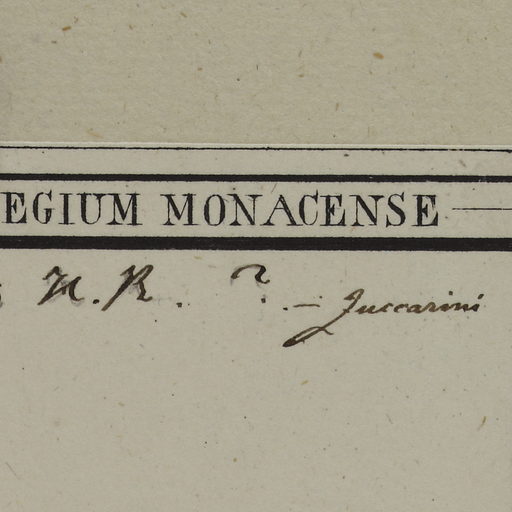 EGIUM MONACENSE
H. R. ? – Zuccarini